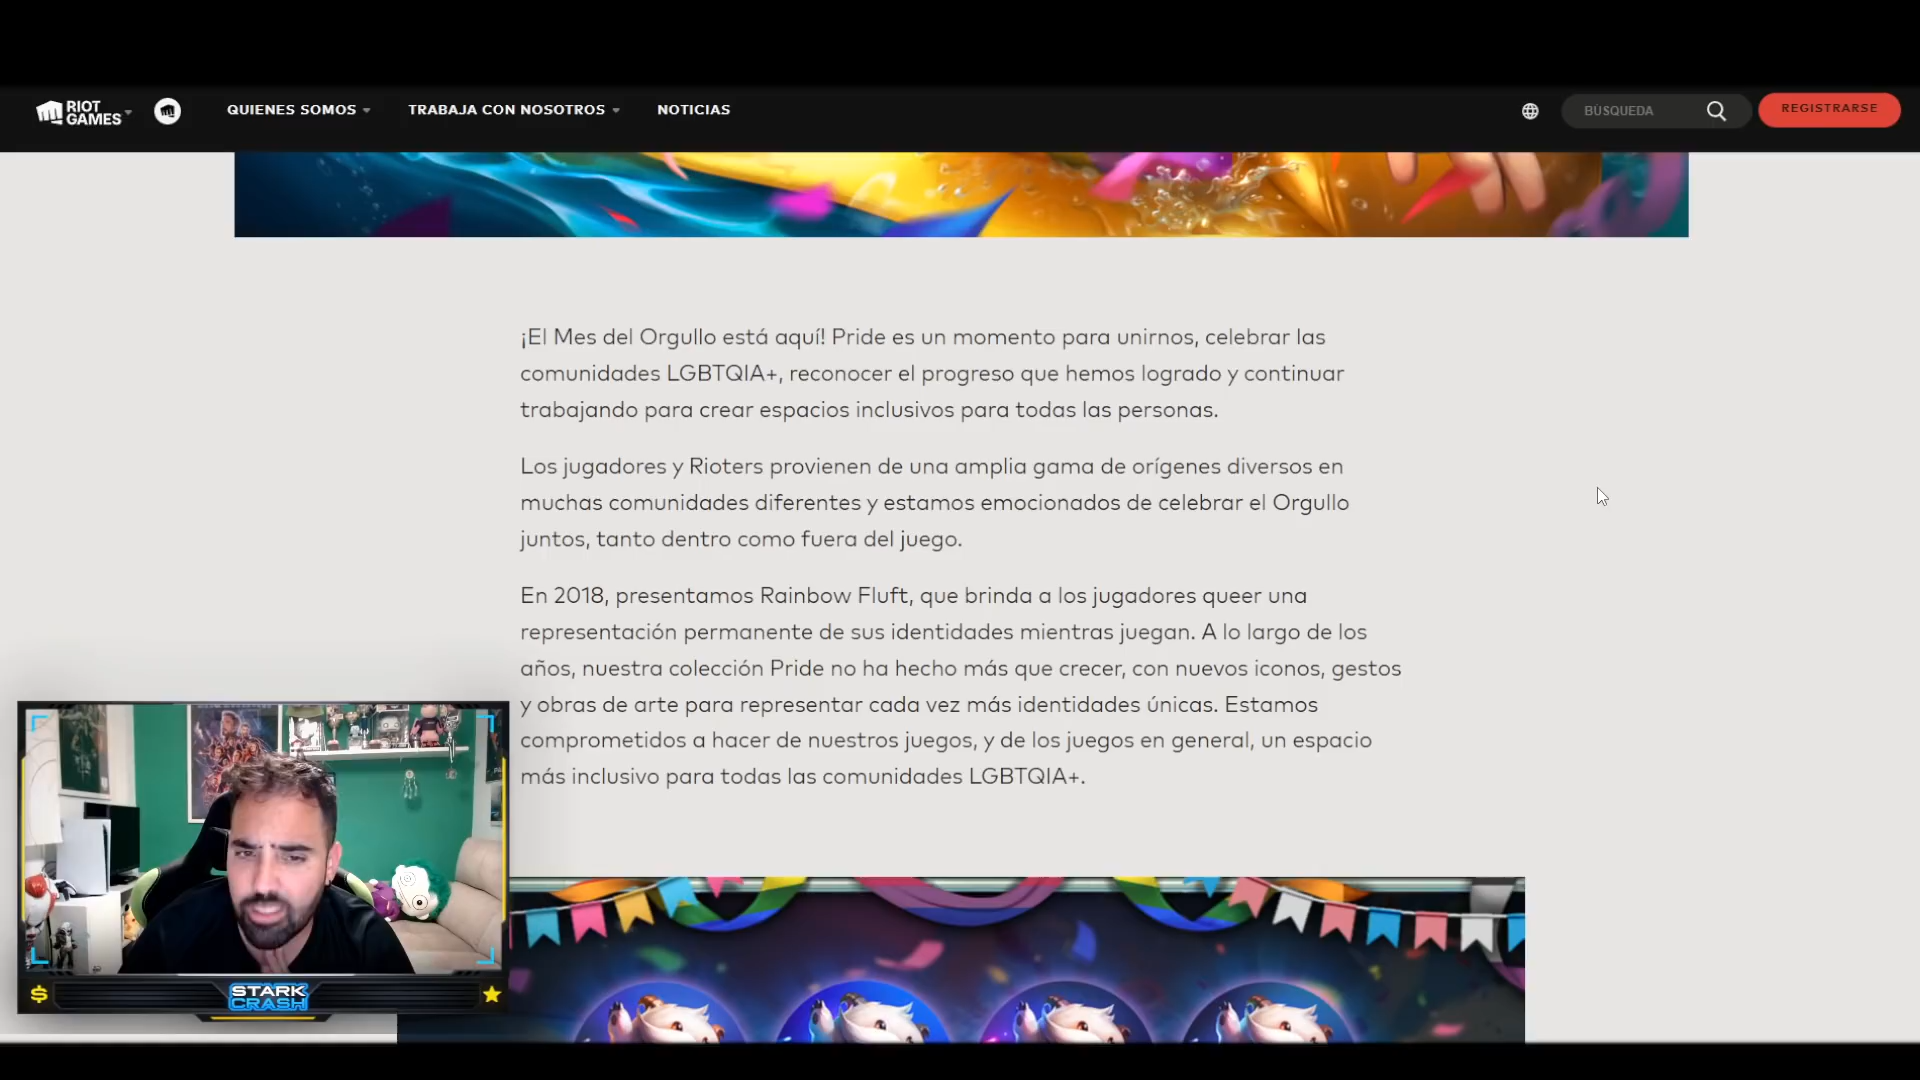 RIOT
GAMES
QUIENES SOMOS
TRABAJA CON NOSOTROS
NOTICIAS
BÚSQUEDA
REGISTRARSE
¡El Mes del Orgullo está aquí! Pride es un momento para unirnos, celebrar las
comunidades LGBTQIA+, reconocer el progreso que hemos logrado y continuar
trabajando para crear espacios inclusivos para todas las personas.
Los jugadores y Rioters provienen de una amplia gama de orígenes diversos en
muchas comunidades diferentes y estamos emocionados de celebrar el Orgullo
juntos, tanto dentro como fuera del juego.
En 2018, presentamos Rainbow Fluft, que brinda a los jugadores queer una
representación permanente de sus identidades mientras juegan. A lo largo de los
años, nuestra colección Pride no ha hecho más que crecer, con nuevos iconos, gestos
y obras de arte para representar cada vez más identidades únicas. Estamos
comprometidos a hacer de nuestros juegos, y de los juegos en general, un espacio
más inclusivo para todas las comunidades LGBTQIA+.
$
STARK
CRASH